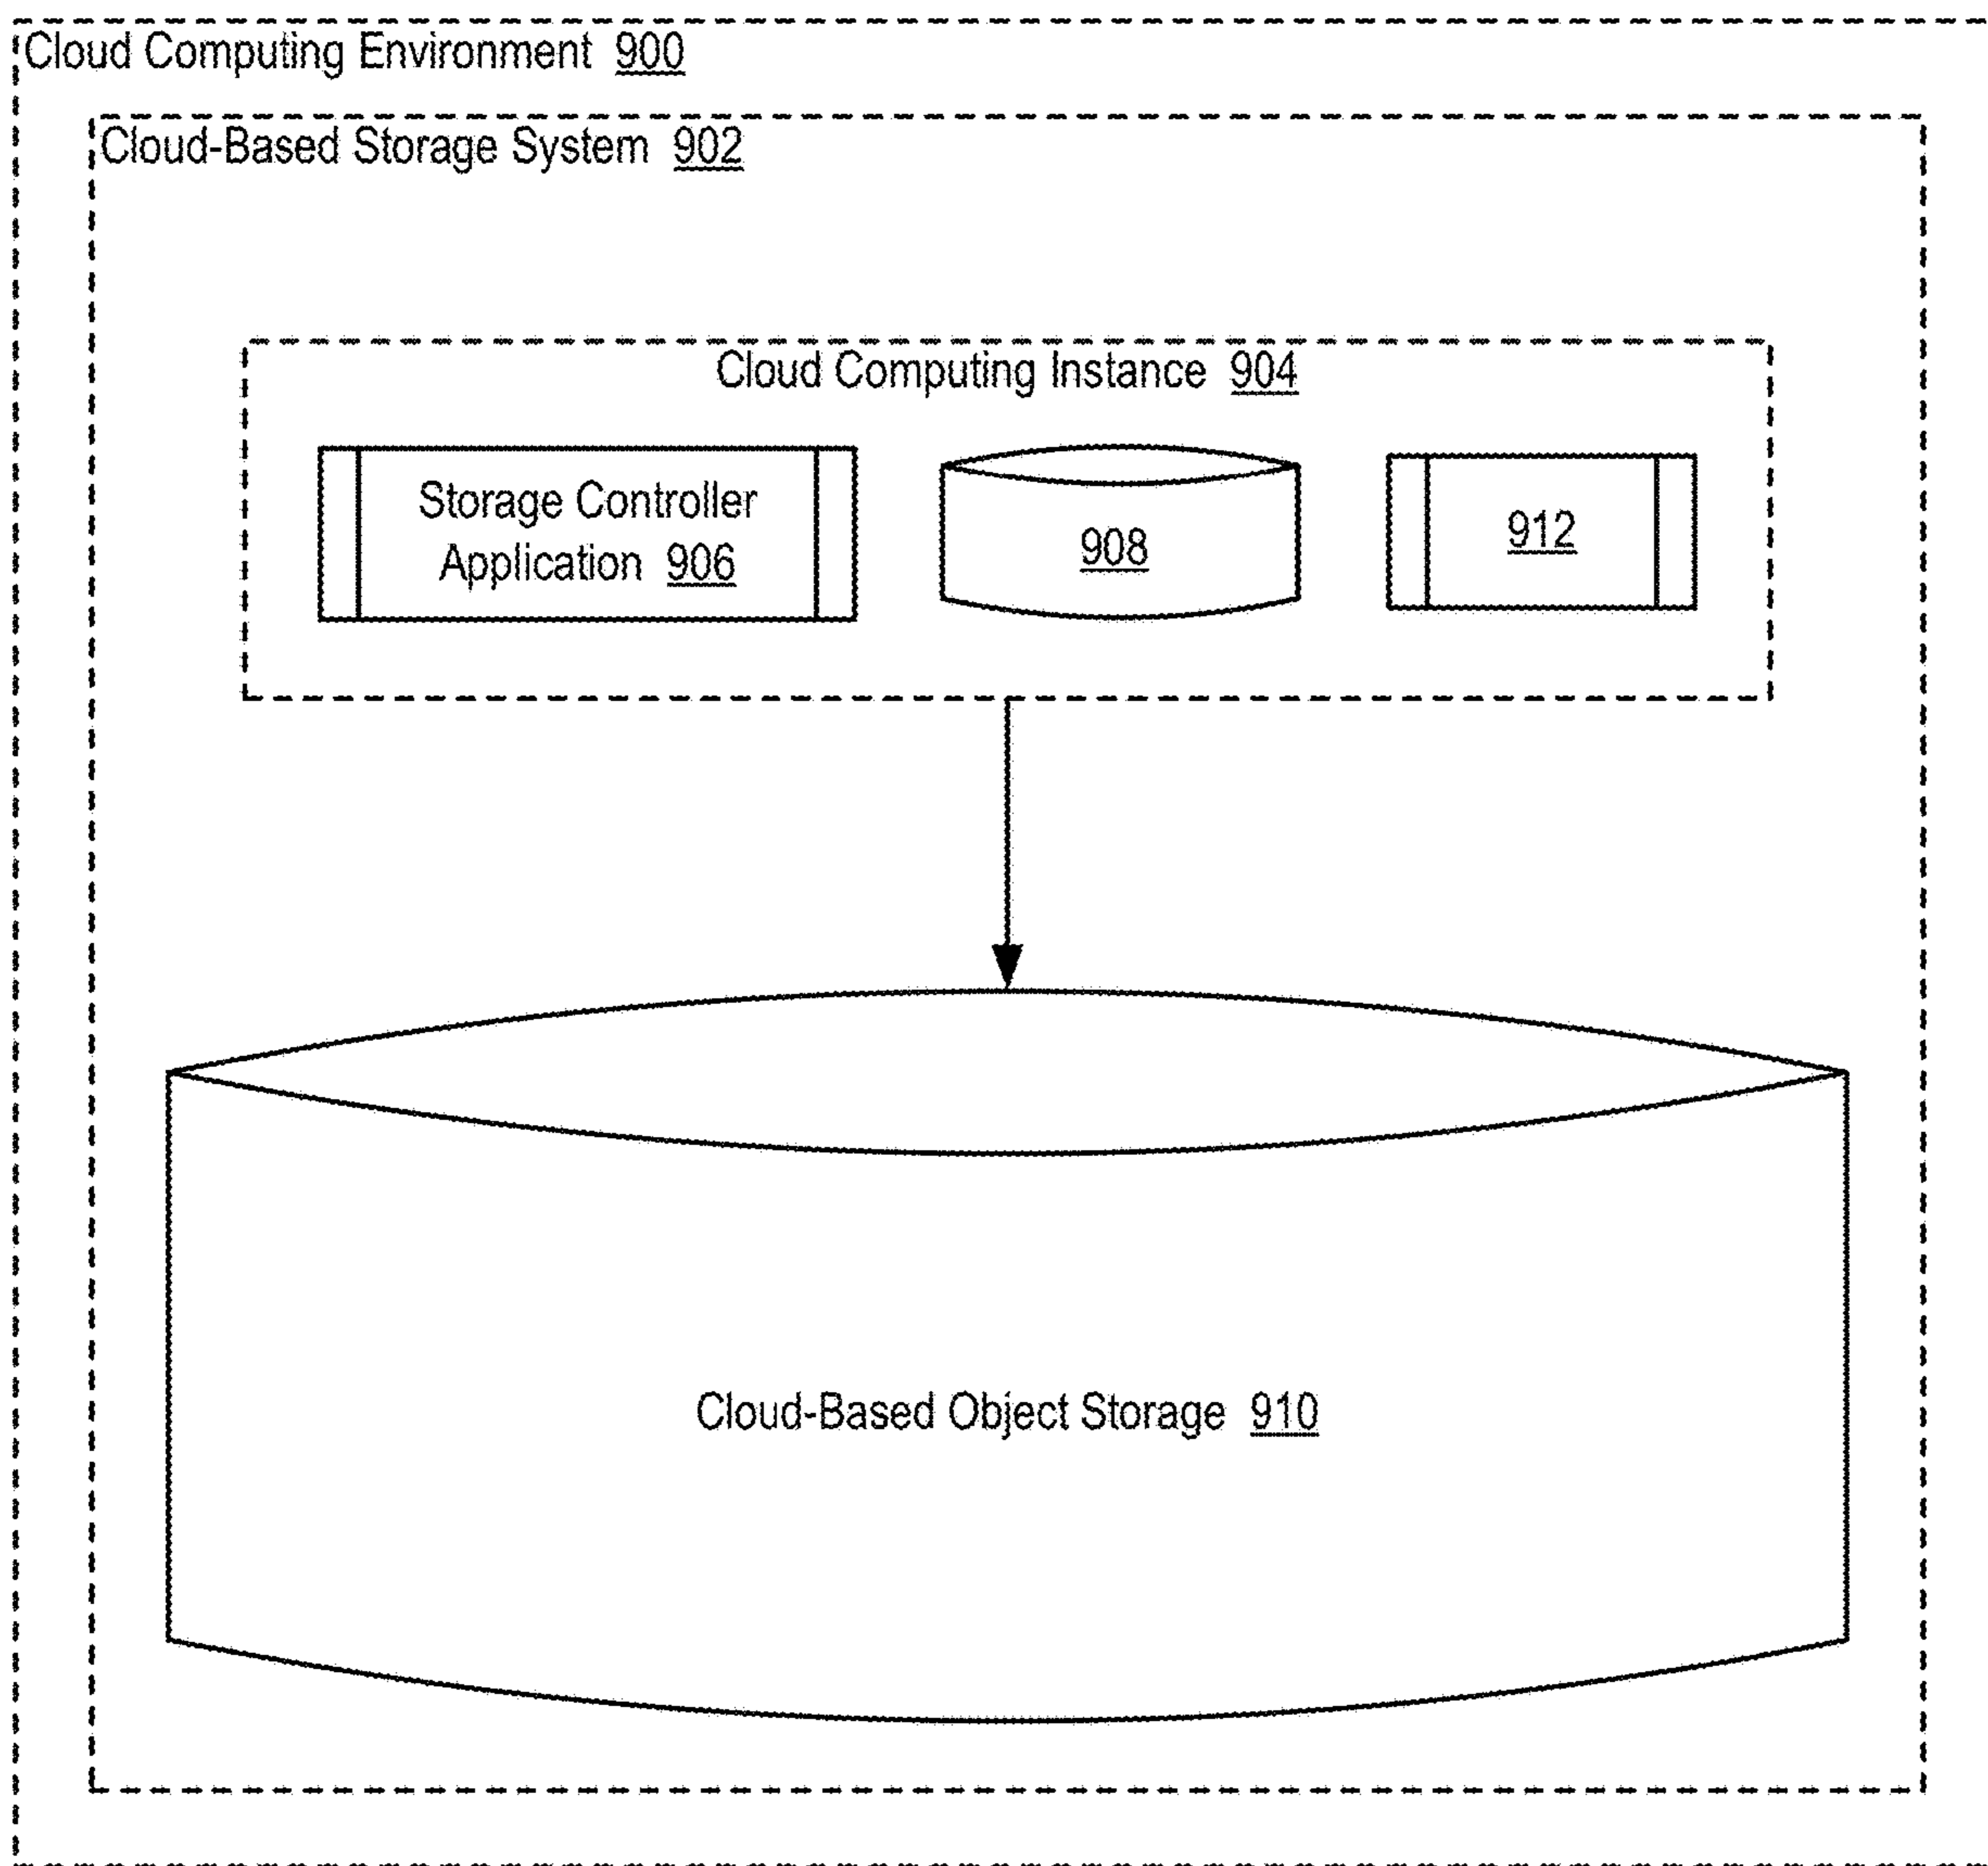 Cloud Computing Environment 900
Cloud-Based Storage System 902
Cloud Computing Instance 904
Storage Controller
Application 906
908
912
Cloud-Based Object Storage 910